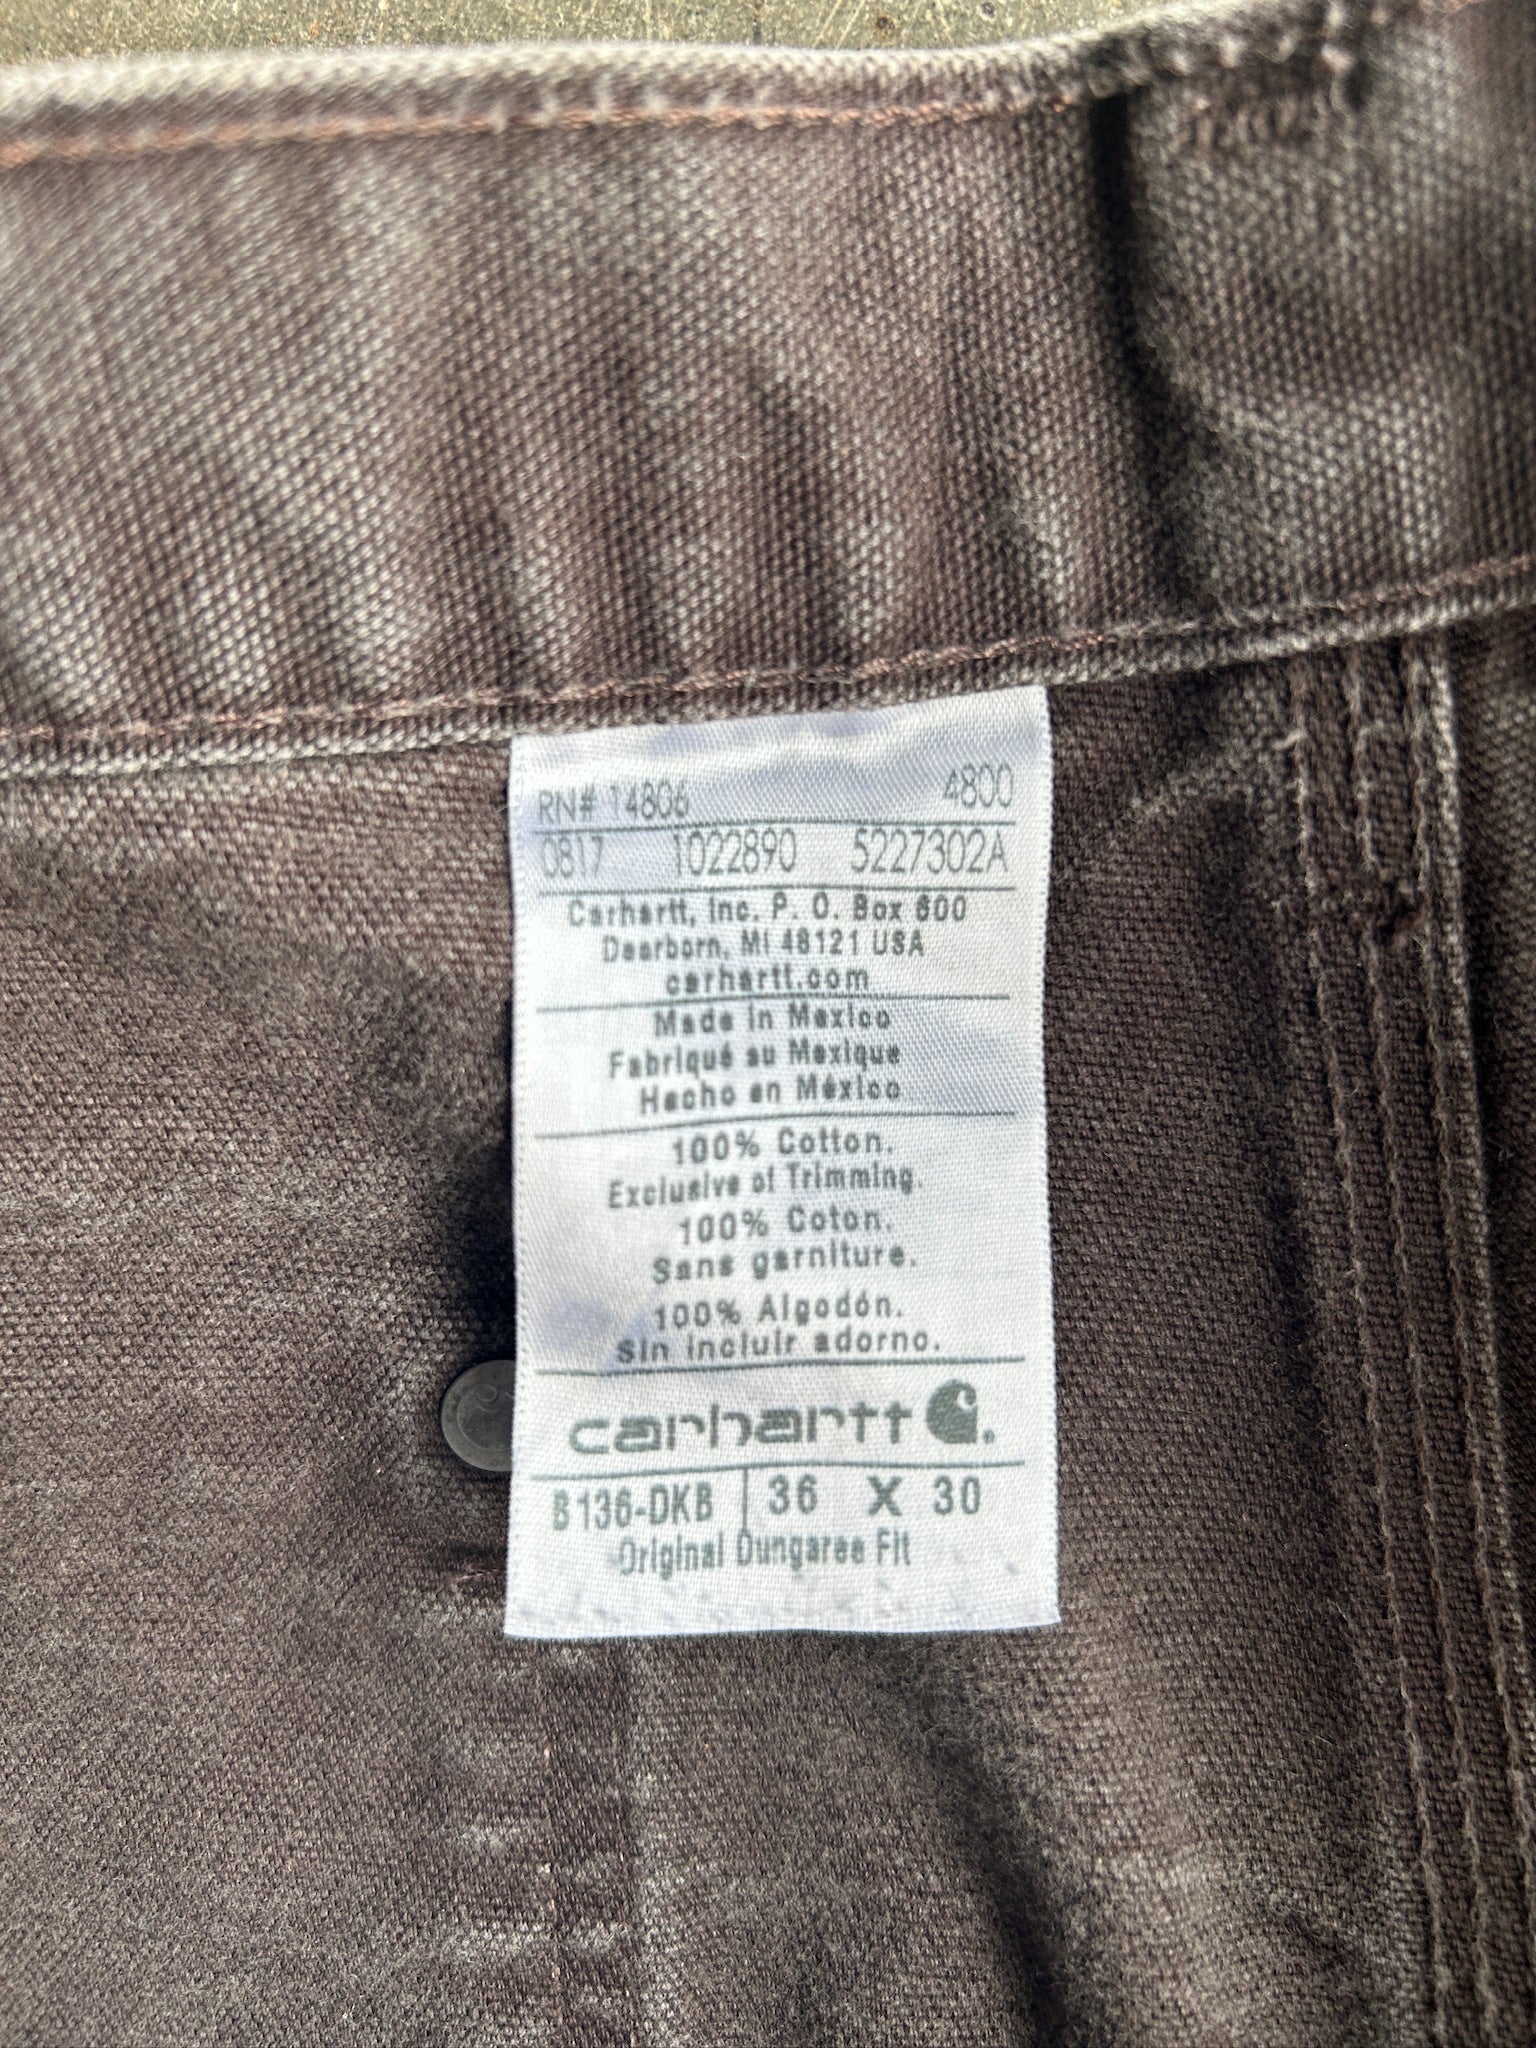 RN# 14806 4800
0817 1022890 5227302A
Carhartt, Inc. P. O. Box 600
Dearborn, MI 48121 USA
carhartt.com
Made in Mexico
Fabriqué au Mexique
Hecho en México
100% Cotton.
Exclusive of Trimming.
100% Coton.
Sans garniture.
100% Algodón.
Sin incluir adorno.
carhartt
B136-DKB 36 X 30
Original Dungaree Fit